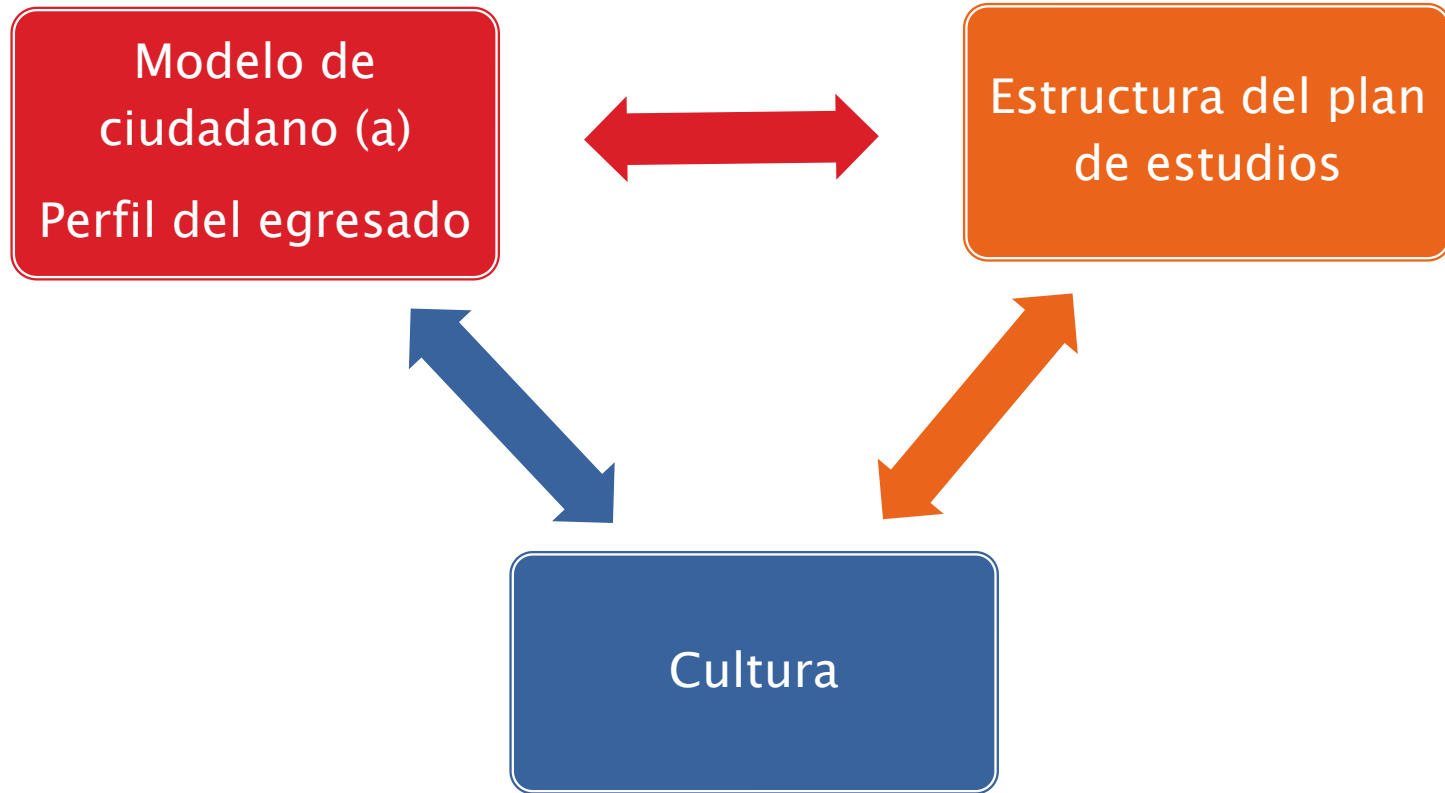 Modelo de
ciudadano (a)
Perfil del egresado
Estructura del plan
de estudios
Cultura